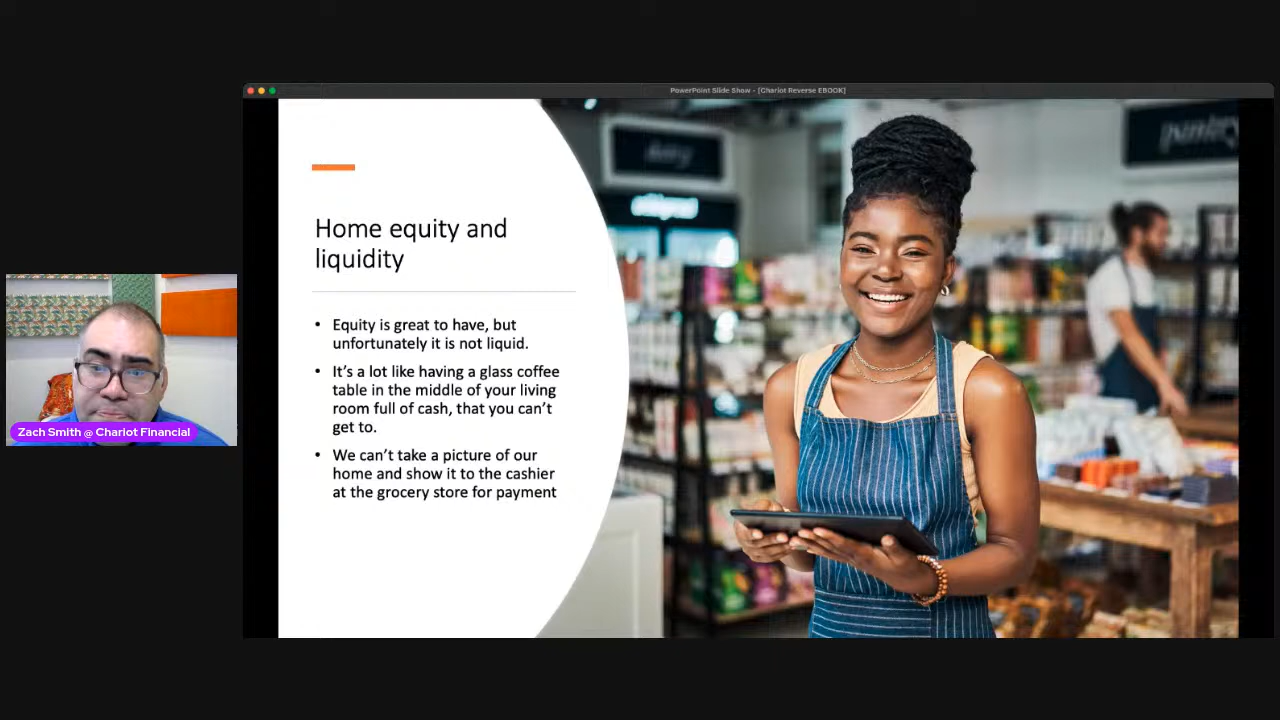 PowerPoint Slide Show - [Chariot Reverse EBOOK]
Home equity and
liquidity
• Equity is great to have, but
unfortunately it is not liquid.
• It's a lot like having a glass coffee
table in the middle of your living
room full of cash, that you can't
get to.
• We can't take a picture of our
home and show it to the cashier
at the grocery store for payment
pantry
Zach Smith @ Chariot Financial